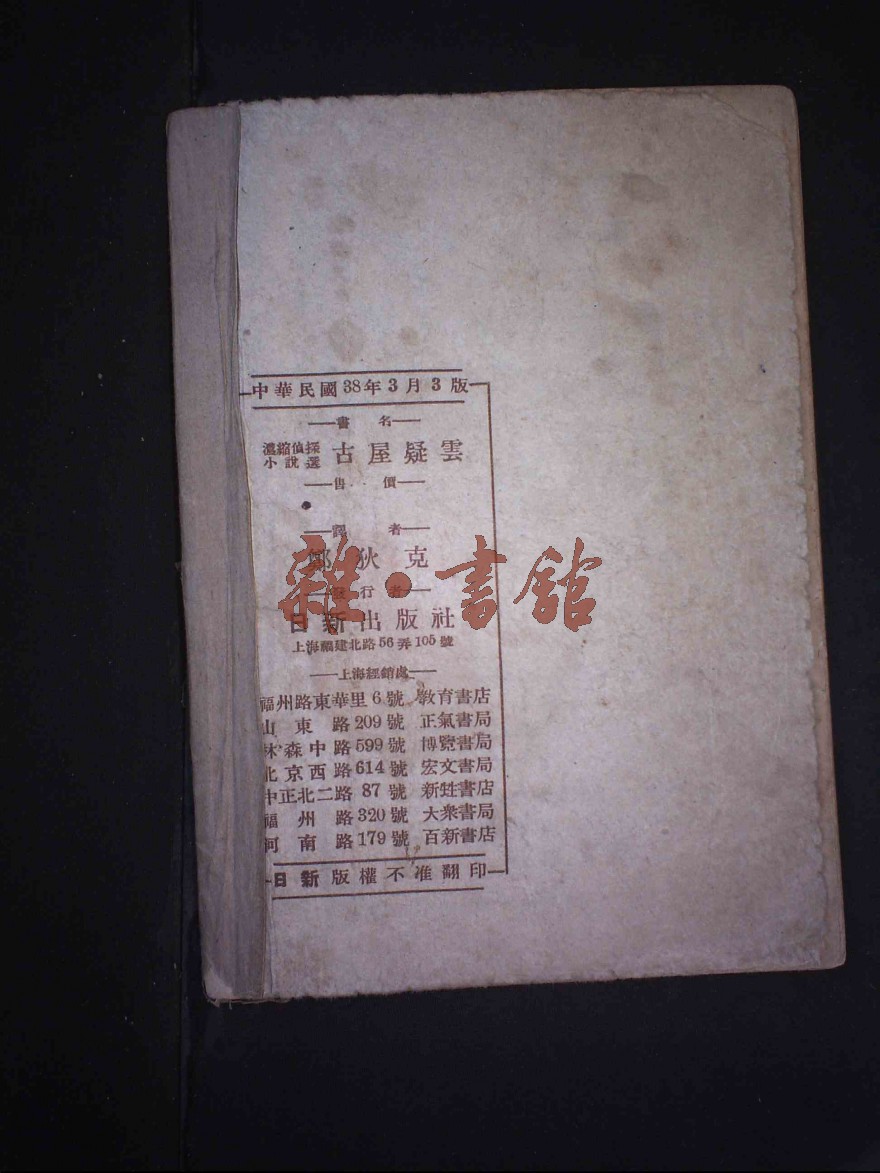 中華民國38年3月3版
書名
濃縮偵探
小說選
古屋疑雲
售價
譯者
鄭狄克
發行者
日新出版社
上海福建北路56弄105號
上海經銷處
福州路東華里6號 教育書店
山東路209號 正氣書局
林森中路599號 博覽書局
北京西路614號 宏文書局
中正北二路87號 新甡書店
福州路320號 大衆書局
河南路179號 百新書店
日新版權不准翻印
雜·書館